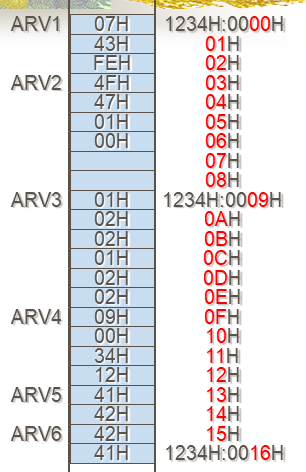 ARV1 07H 1234H:0000H
43H 01H
FEH 02H
ARV2 4FH 03H
47H 04H
01H 05H
00H 06H
07H
08H
ARV3 01H 1234H:0009H
02H 0AH
02H 0BH
01H 0CH
02H 0DH
02H 0EH
ARV4 09H 0FH
00H 10H
34H 11H
12H 12H
ARV5 41H 13H
42H 14H
ARV6 42H 15H
41H 1234H:0016H